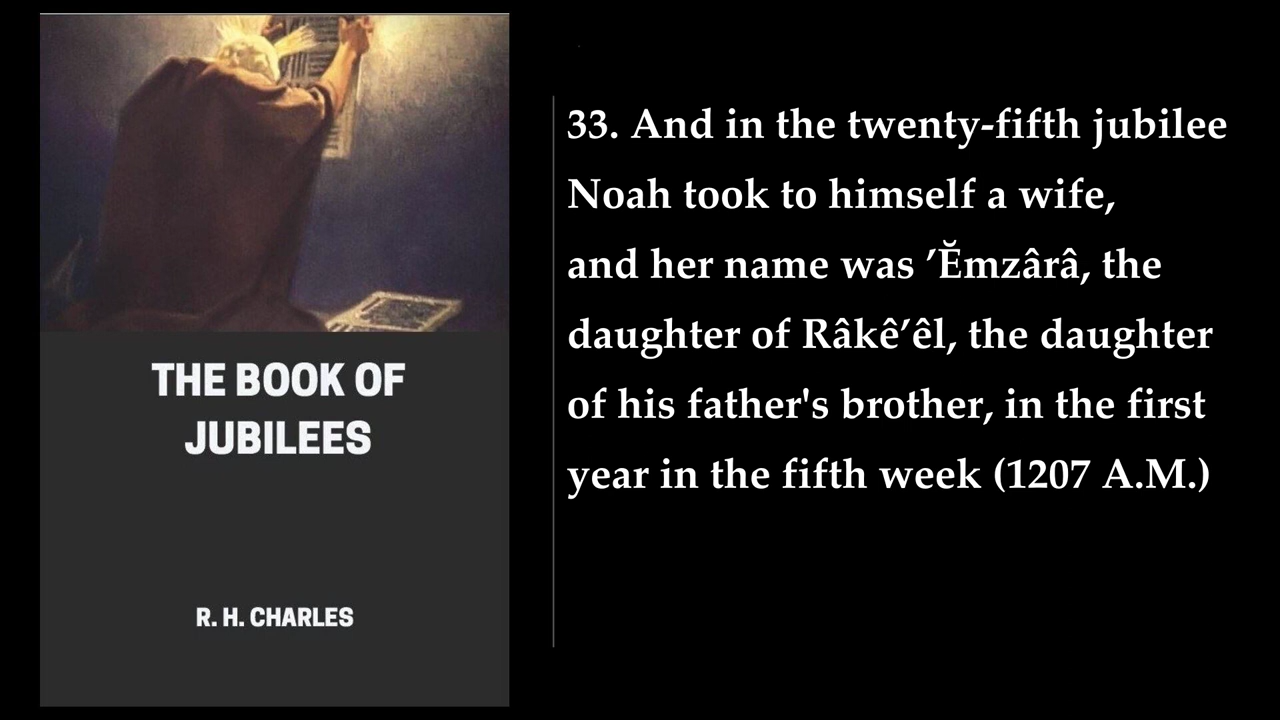 THE BOOK OF
JUBILEES
R. H. CHARLES
33. And in the twenty-fifth jubilee
Noah took to himself a wife,
and her name was ’Ĕmzârâ, the
daughter of Râkê’êl, the daughter
of his father's brother, in the first
year in the fifth week (1207 A.M.)